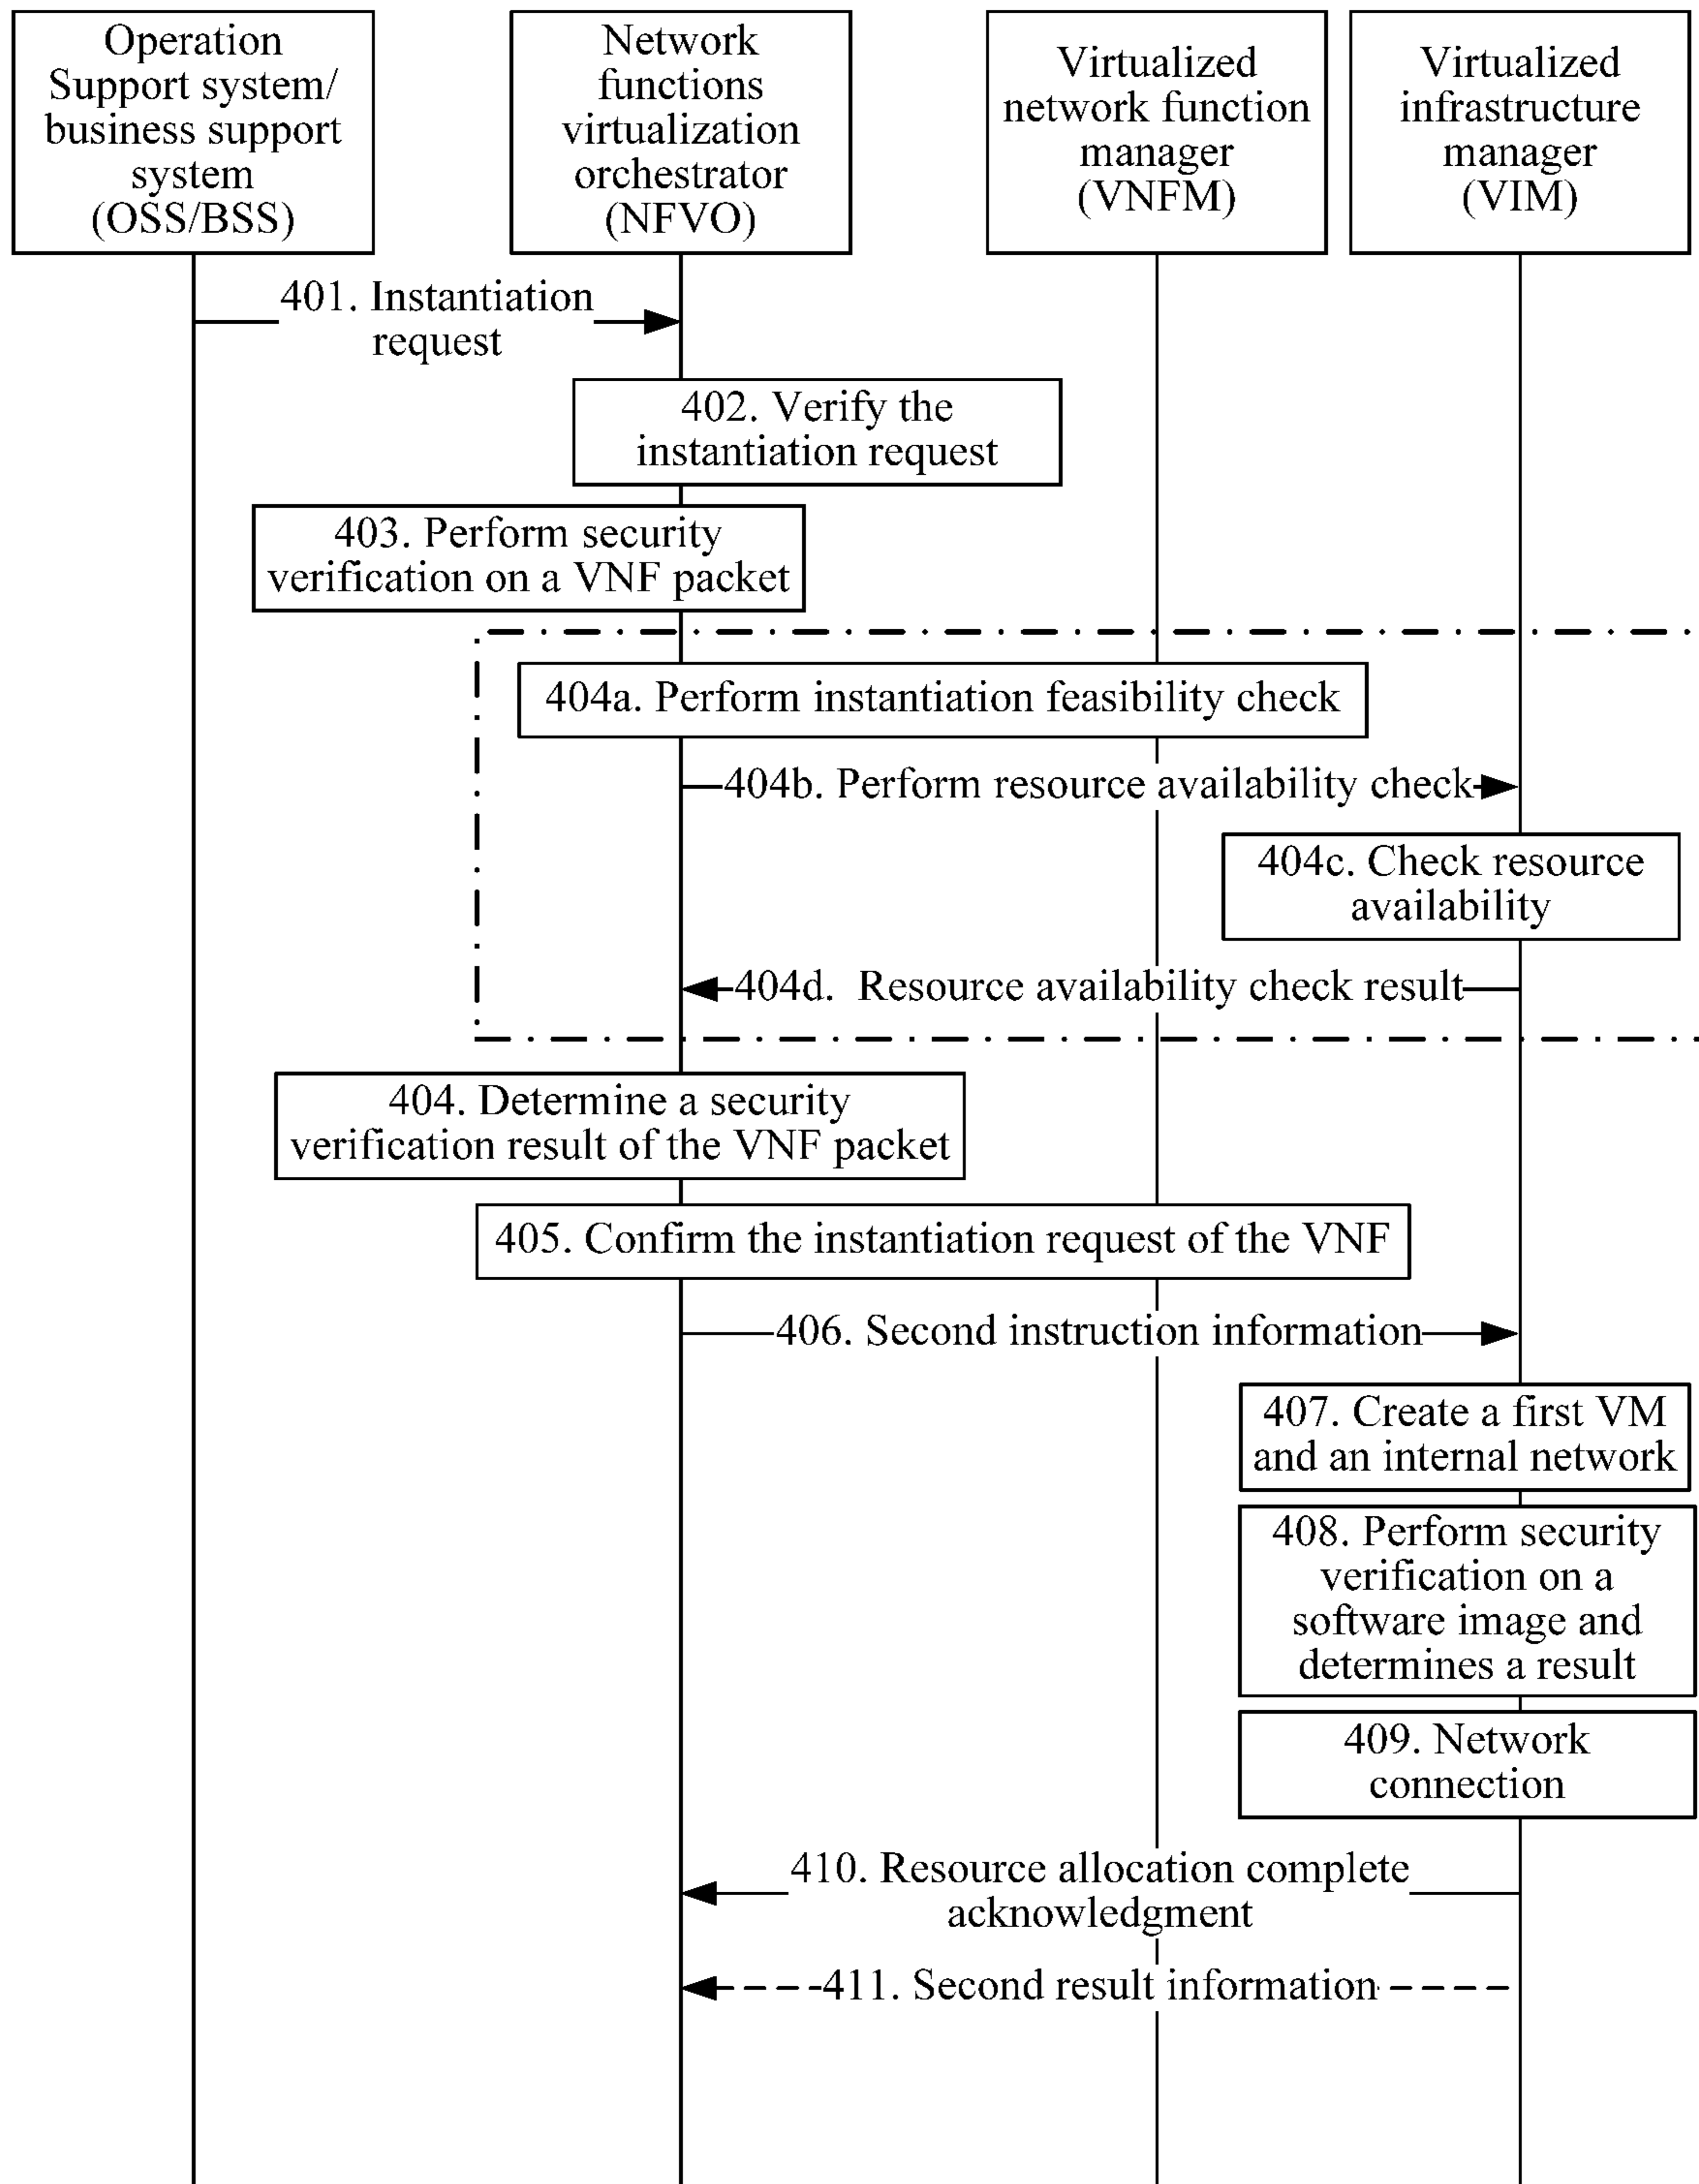 Operation
Support system/
business support
system
(OSS/BSS)
Network
functions
virtualization
orchestrator
(NFVO)
Virtualized
network function
manager
(VNFM)
Virtualized
infrastructure
manager
(VIM)
401. Instantiation
request
402. Verify the
instantiation request
403. Perform security
verification on a VNF packet
404a. Perform instantiation feasibility check
404b. Perform resource availability check
404c. Check resource
availability
404d. Resource availability check result
404. Determine a security
verification result of the VNF packet
405. Confirm the instantiation request of the VNF
406. Second instruction information
407. Create a first VM
and an internal network
408. Perform security
verification on a
software image and
determines a result
409. Network
connection
410. Resource allocation complete
acknowledgment
411. Second result information